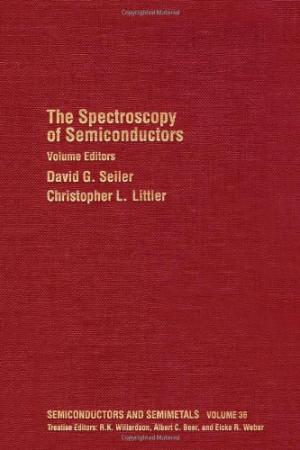 The Spectroscopy
of Semiconductors
Volume Editors
David G. Seiler
Christopher L. Littler
SEMICONDUCTORS AND SEMIMETALS VOLUME 36
Treatise Editors: R.K. Willardson, Albert C. Beer, and Eicke R. Weber